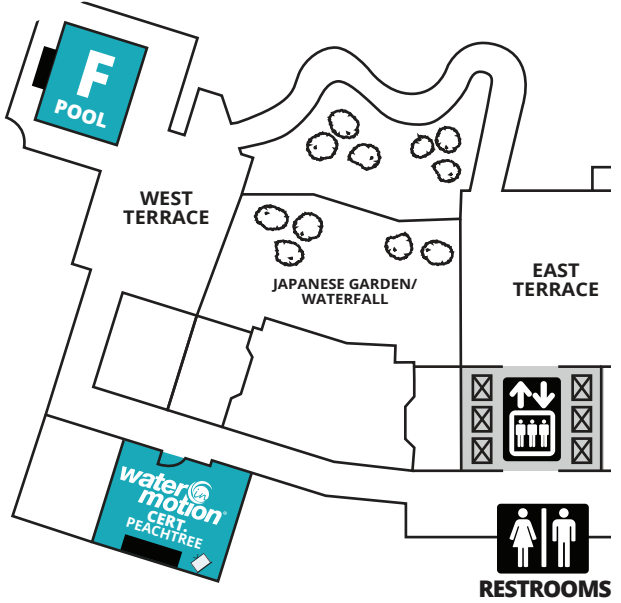 F
POOL
WEST
TERRACE
JAPANESE GARDEN/
WATERFALL
EAST
TERRACE
water
motion®
CERT.
PEACHTREE
RESTROOMS